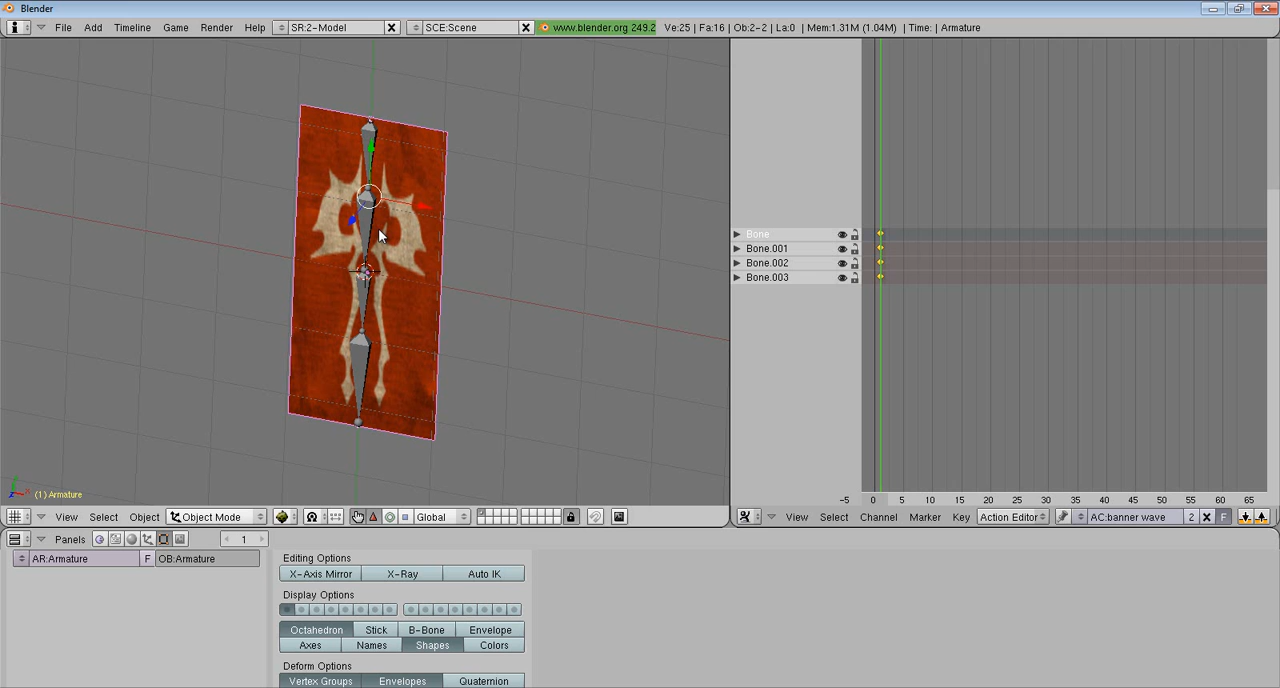 Blender
File Add Timeline Game Render Help SR:2-Model SCE:Scene www.blender.org 249.2 Ve:25 | Fa:16 | Ob:2-2 | La:0 | Mem:1.31M (1.04M) | Time: | Armature
Bone
Bone.001
Bone.002
Bone.003
(1) Armature
-5 0 5 10 15 20 25 30 35 40 45 50 55 60 65
View Select Object Object Mode Global
View Select Channel Marker Key Action Editor AC:banner wave 2 F
Panels 1
AR:Armature F OB:Armature
Editing Options
X-Axis Mirror X-Ray Auto IK
Display Options
Octahedron Stick B-Bone Envelope
Axes Names Shapes Colors
Deform Options
Vertex Groups Envelopes Quaternion